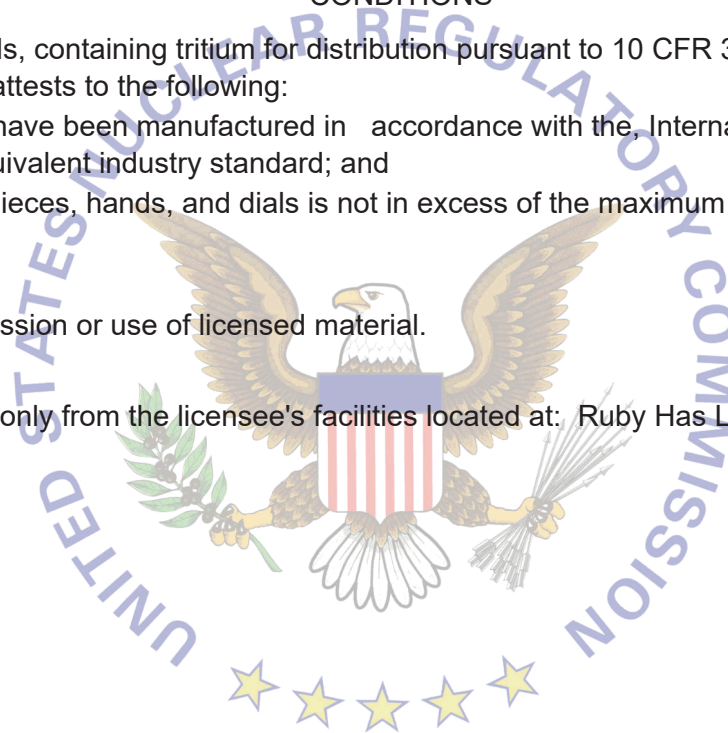 CONDITIONS
ls, containing tritium for distribution pursuant to 10 CFR 3
attests to the following:
have been manufactured in accordance with the, Interna
uivalent industry standard; and
ieces, hands, and dials is not in excess of the maximum
ssion or use of licensed material.
only from the licensee's facilities located at: Ruby Has L
UNITED STATES NUCLEAR REGULATORY COMMISSION